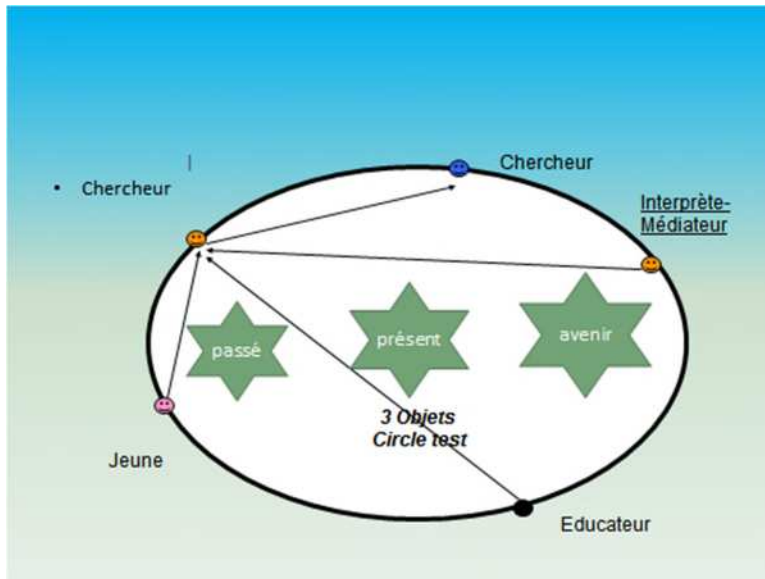 Chercheur
• Chercheur
Interprète-
Médiateur
passé
présent
avenir
3 Objets
Circle test
Jeune
Educateur